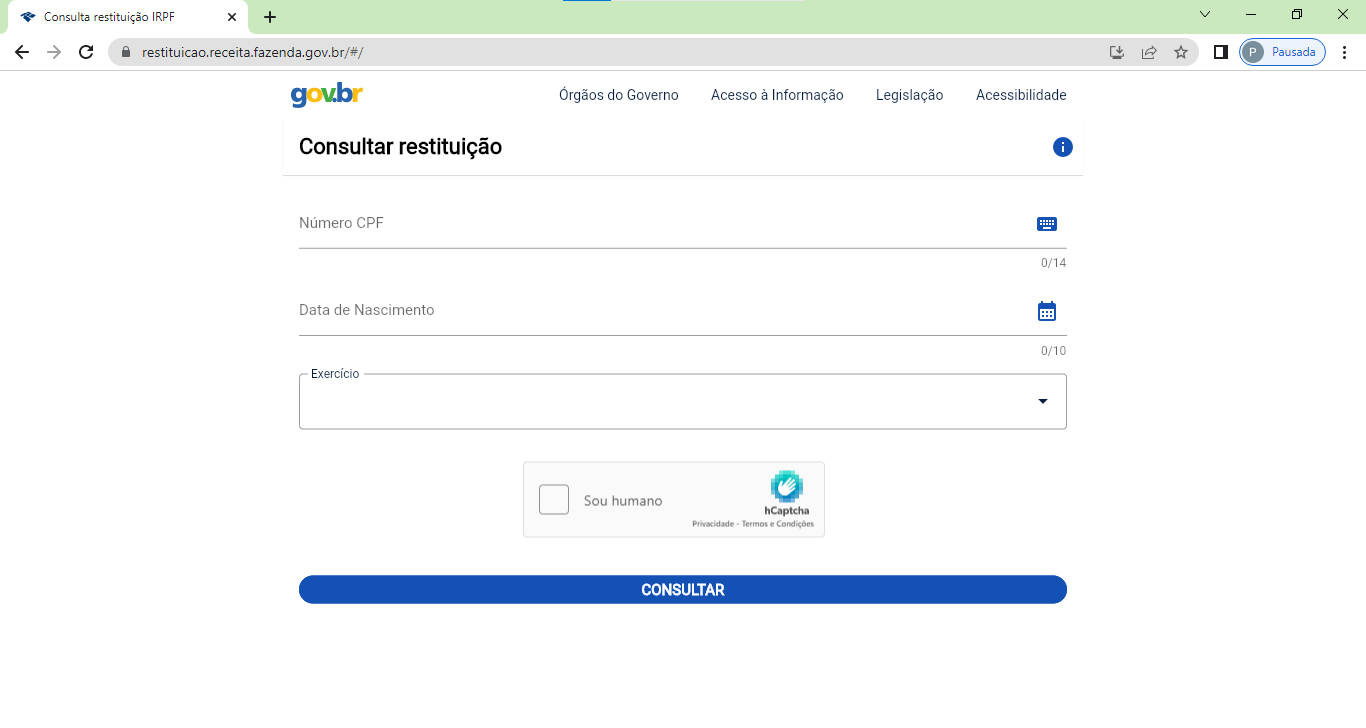 Consulta restituição IRPF
restituicao.receita.fazenda.gov.br/#/
P Pausada
gov.br
Órgãos do Governo Acesso à Informação Legislação Acessibilidade
Consultar restituição
Número CPF
0/14
Data de Nascimento
0/10
Exercício
Sou humano
hCaptcha
Privacidade - Termos e Condições
CONSULTAR